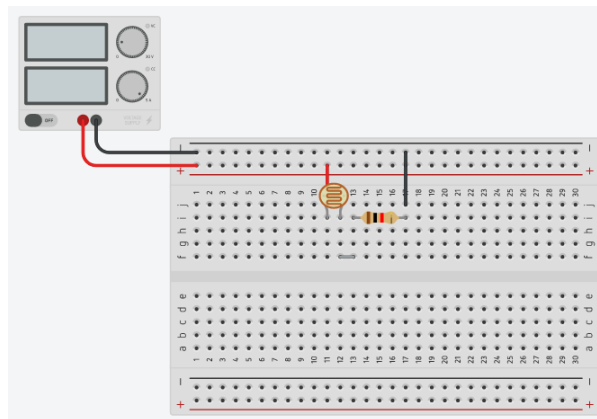 OFF
− −
+ +
1 2 3 4 5 6 7 8 9 10 11 12 13 14 15 16 17 18 19 20 21 22 23 24 25 26 27 28 29 30
j j
i i
h h
g g
f f
e e
d d
c c
b b
a a
1 2 3 4 5 6 7 8 9 10 11 12 13 14 15 16 17 18 19 20 21 22 23 24 25 26 27 28 29 30
− −
+ +